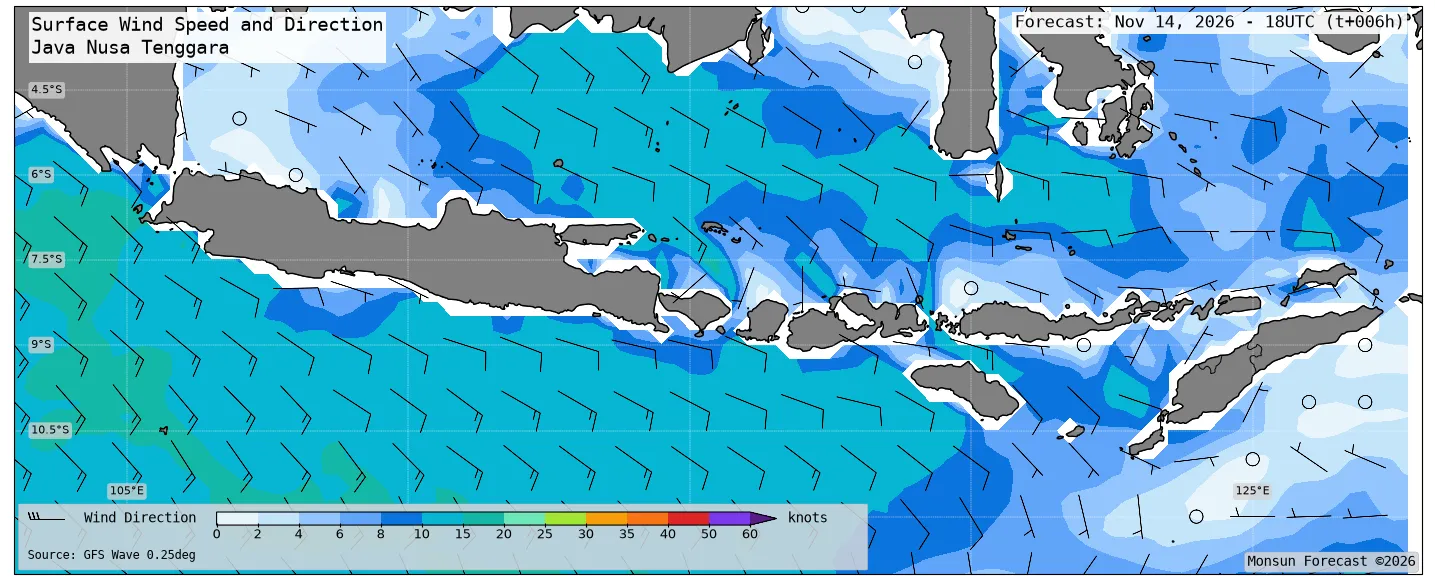 Surface Wind Speed and Direction
Java Nusa Tenggara
Forecast: Nov 14, 2026 - 18UTC (t+006h)
4.5°S
6°S
7.5°S
9°S
10.5°S
105°E
125°E
Wind Direction
0 2 4 6 8 10 15 20 25 30 35 40 50 60
knots
Source: GFS Wave 0.25deg
Monsun Forecast ©2026